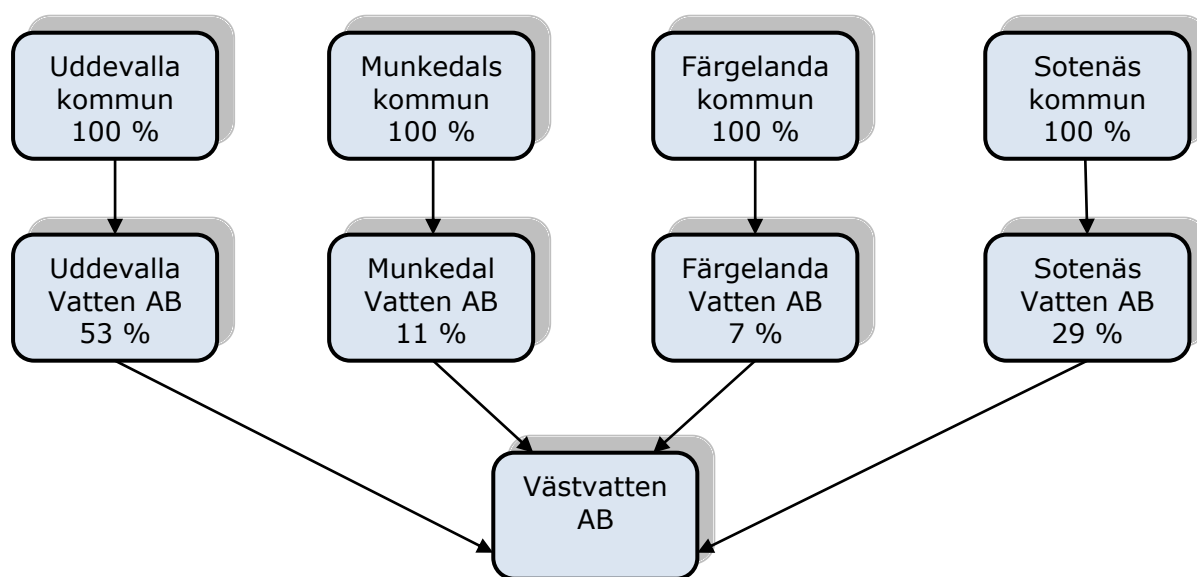 Uddevalla
kommun
100 %
Munkedals
kommun
100 %
Färgelanda
kommun
100 %
Sotenäs
kommun
100 %
Uddevalla
Vatten AB
53 %
Munkedal
Vatten AB
11 %
Färgelanda
Vatten AB
7 %
Sotenäs
Vatten AB
29 %
Västvatten
AB